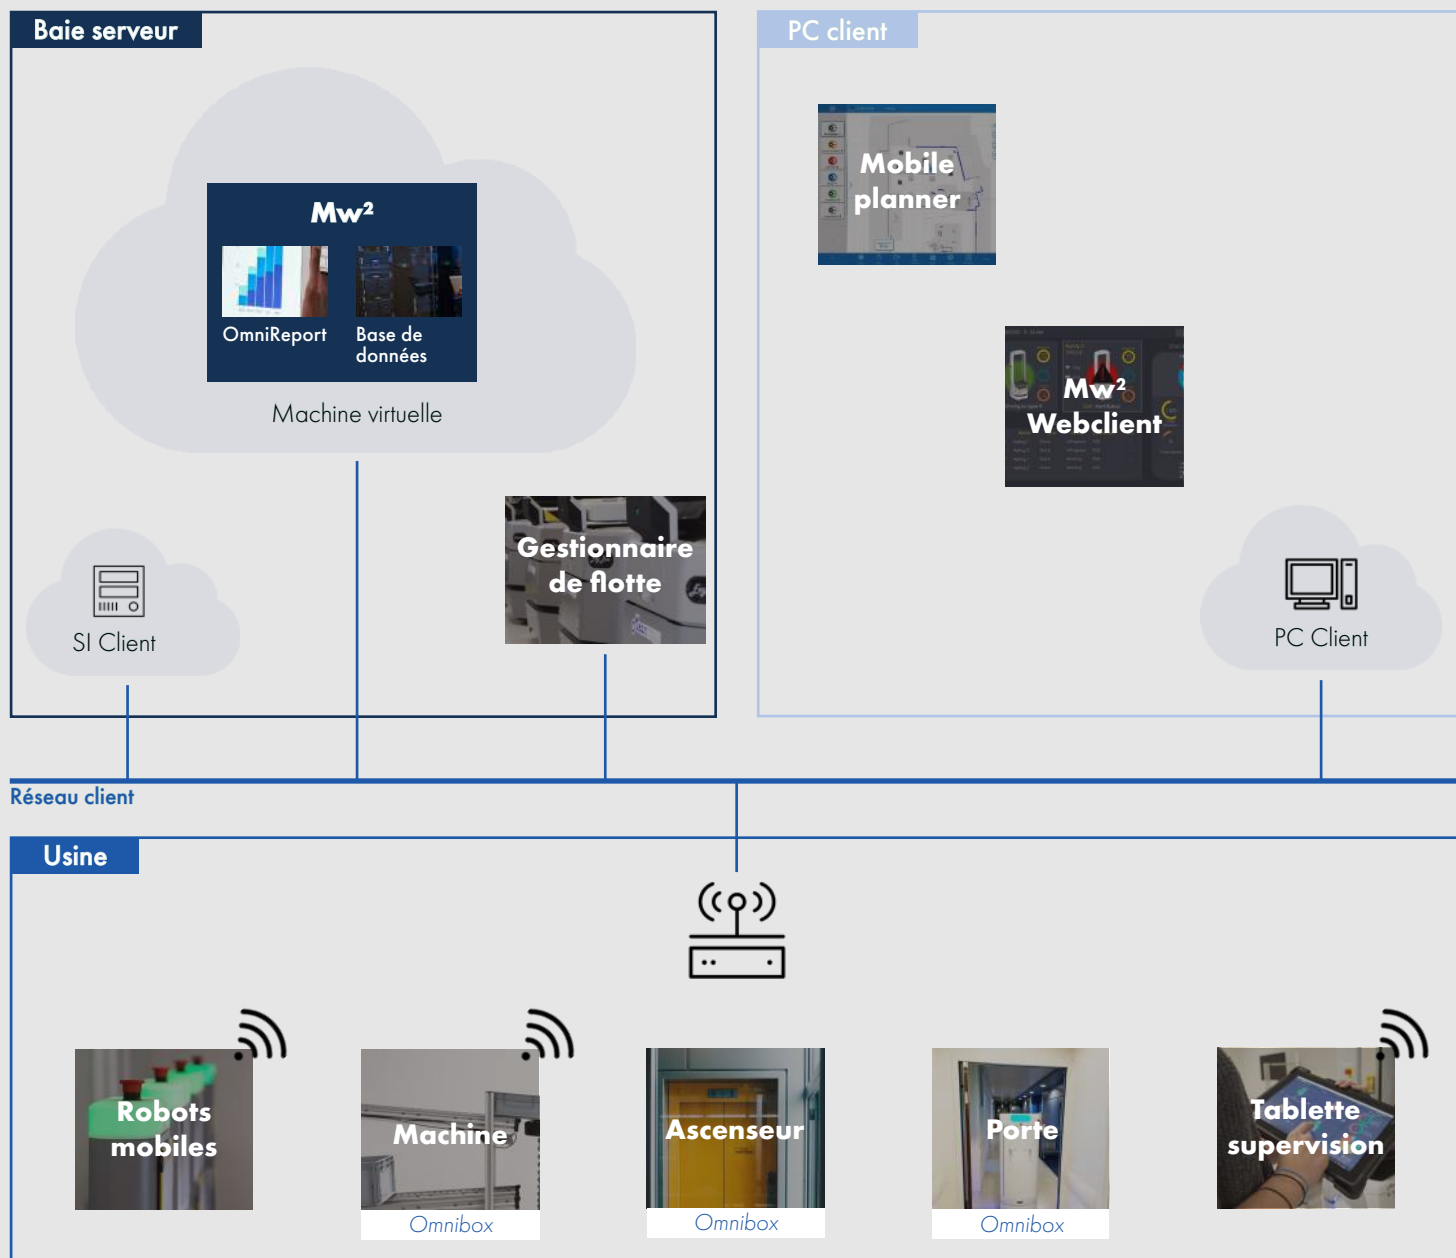 Baie serveur
PC client
Mw²
OmniReport
Base de
données
Machine virtuelle
SI Client
Gestionnaire
de flotte
Mobile
planner
Mw²
Webclient
PC Client
Réseau client
Usine
Robots
mobiles
Machine
Omnibox
Ascenseur
Omnibox
Porte
Omnibox
Tablette
supervision